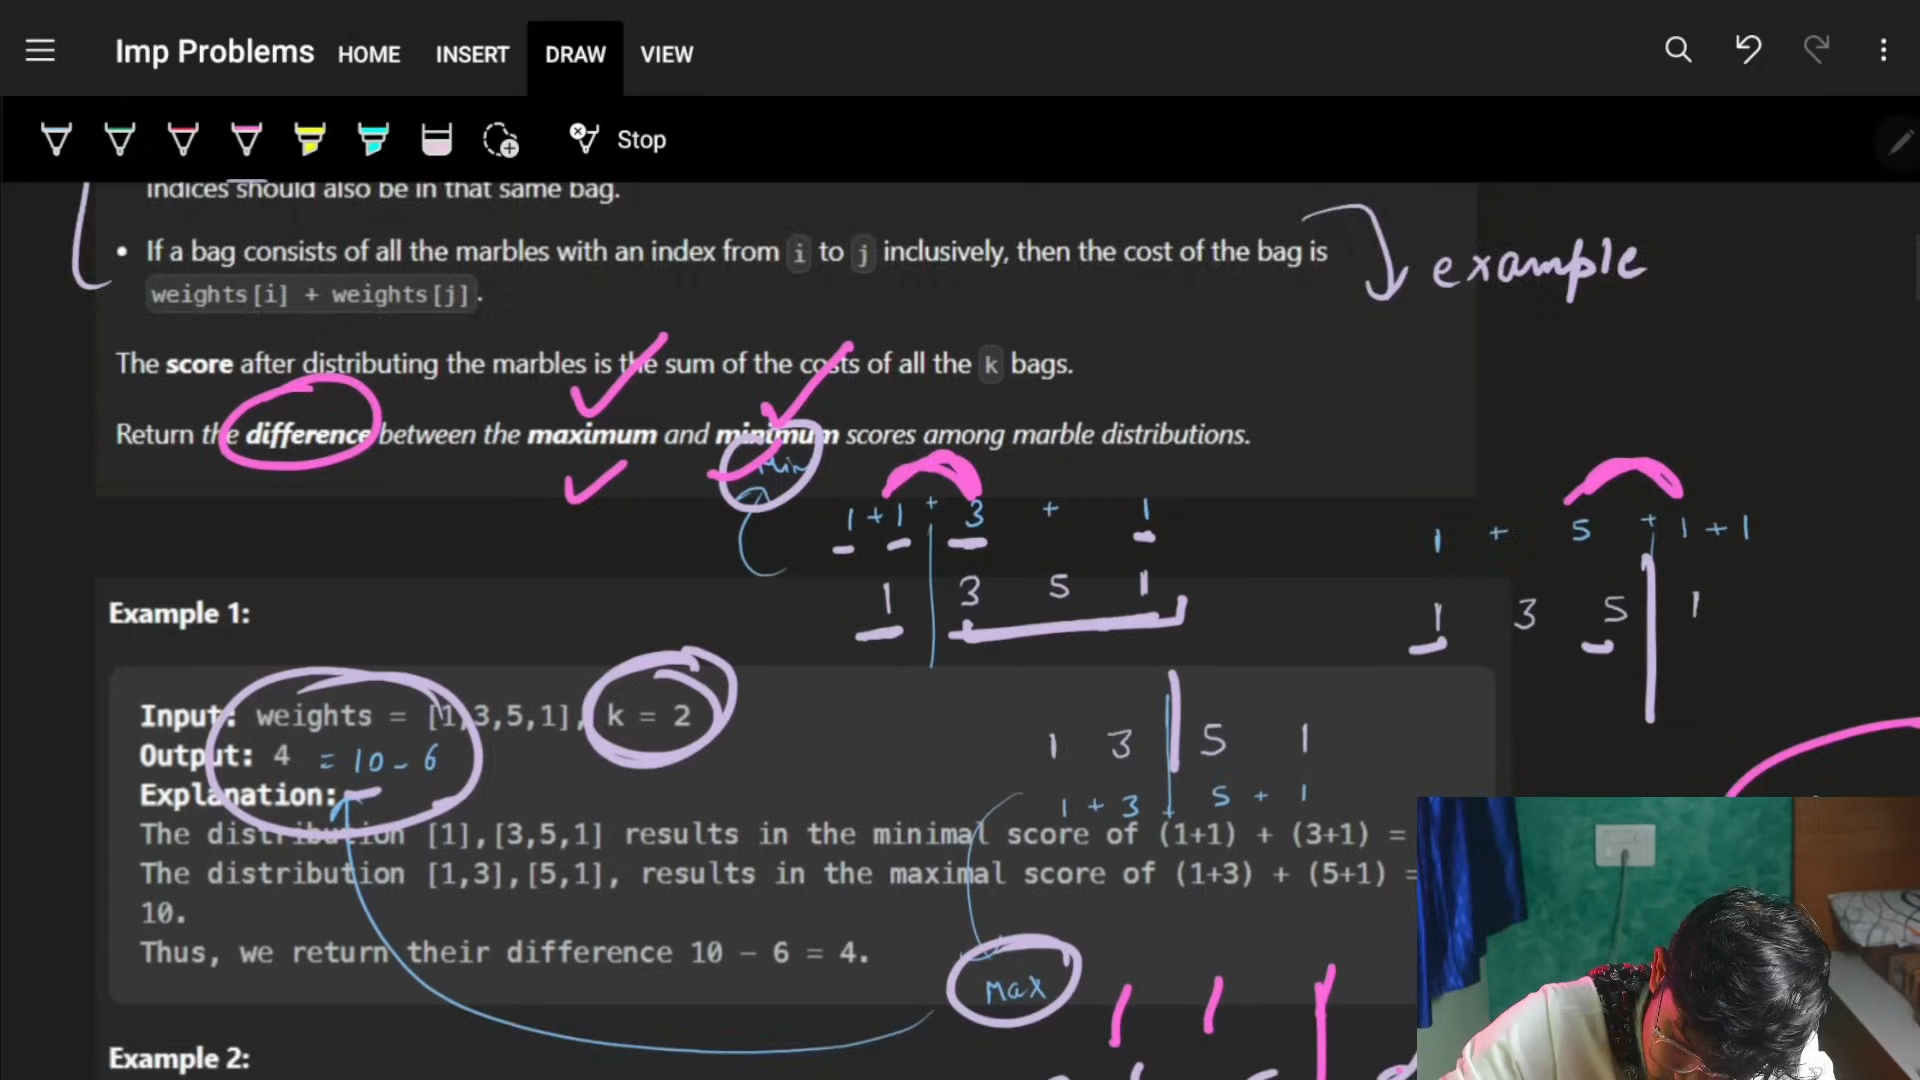 Imp Problems HOME INSERT DRAW VIEW
Stop
indices should also be in that same bag.
• If a bag consists of all the marbles with an index from i to j inclusively, then the cost of the bag is
weights[i] + weights[j].
example
The score after distributing the marbles is the sum of the costs of all the k bags.
Return the difference between the maximum and minimum scores among marble distributions.
Min
1 + 1 + 3 + 1
1 + 5 + 1 + 1
1 3 5 1
1 3 5 1
Example 1:
Input: weights = [1,3,5,1], k = 2
Output: 4 = 10 - 6
1 3 5 1
Explanation:
1 + 3 + 5 + 1
The distribution [1],[3,5,1] results in the minimal score of (1+1) + (3+1) =
The distribution [1,3],[5,1], results in the maximal score of (1+3) + (5+1) =
10.
Thus, we return their difference 10 - 6 = 4.
Max
Example 2: